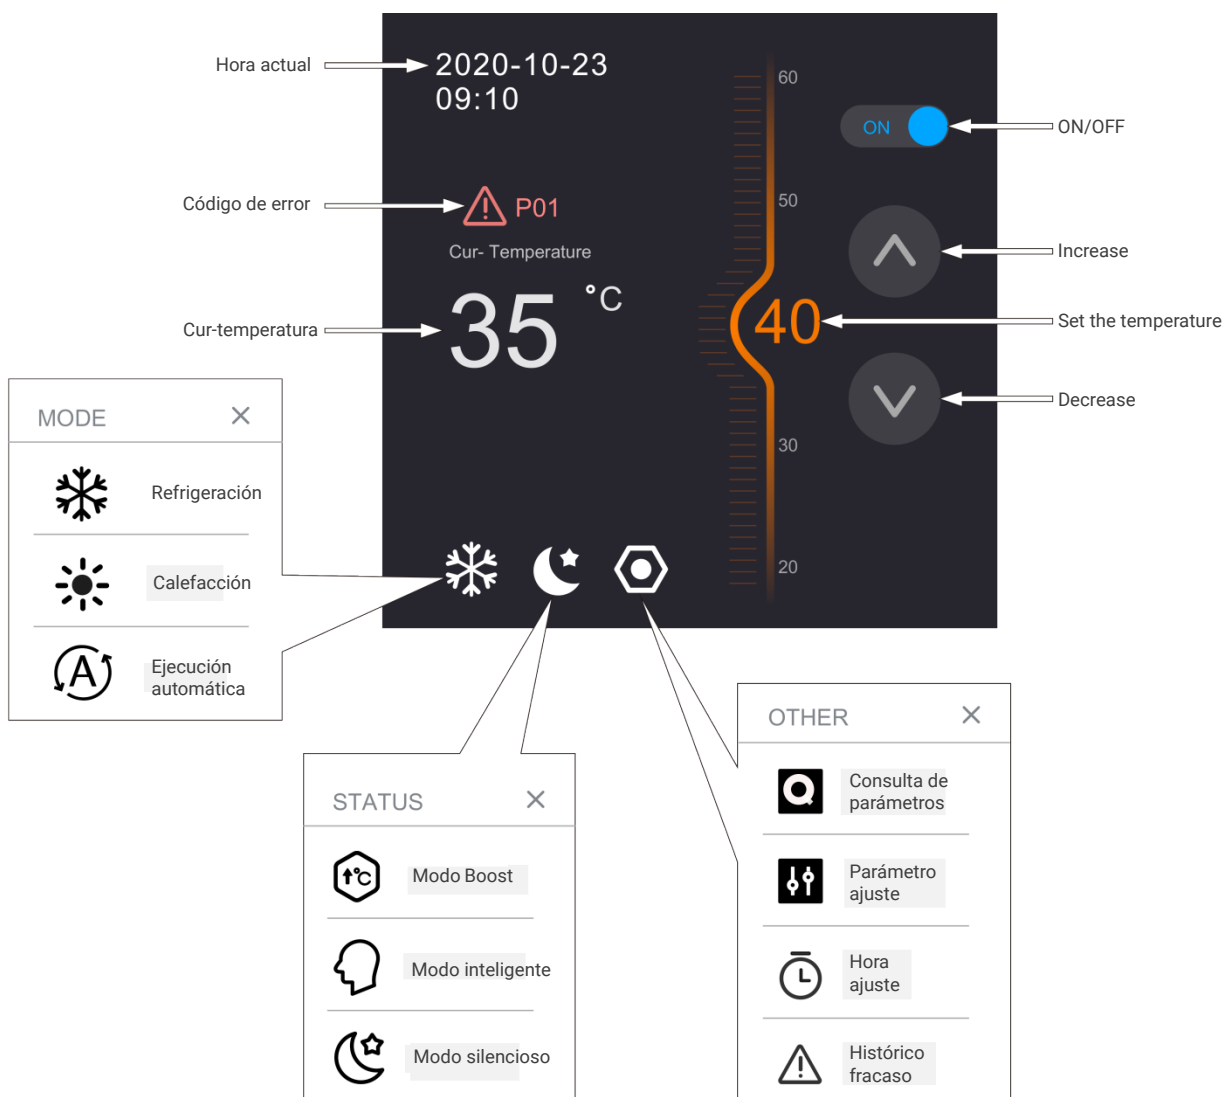 Hora actual
2020-10-23
09:10
60
ON
ON/OFF
Código de error
P01
50
Cur- Temperature
Increase
Cur-temperatura
35 °C
40
Set the temperature
Decrease
30
20
MODE
Refrigeración
Calefacción
A
Ejecución
automática
STATUS
°C
Modo Boost
Modo inteligente
Modo silencioso
OTHER
Q
Consulta de
parámetros
Parámetro
ajuste
Hora
ajuste
Histórico
fracaso